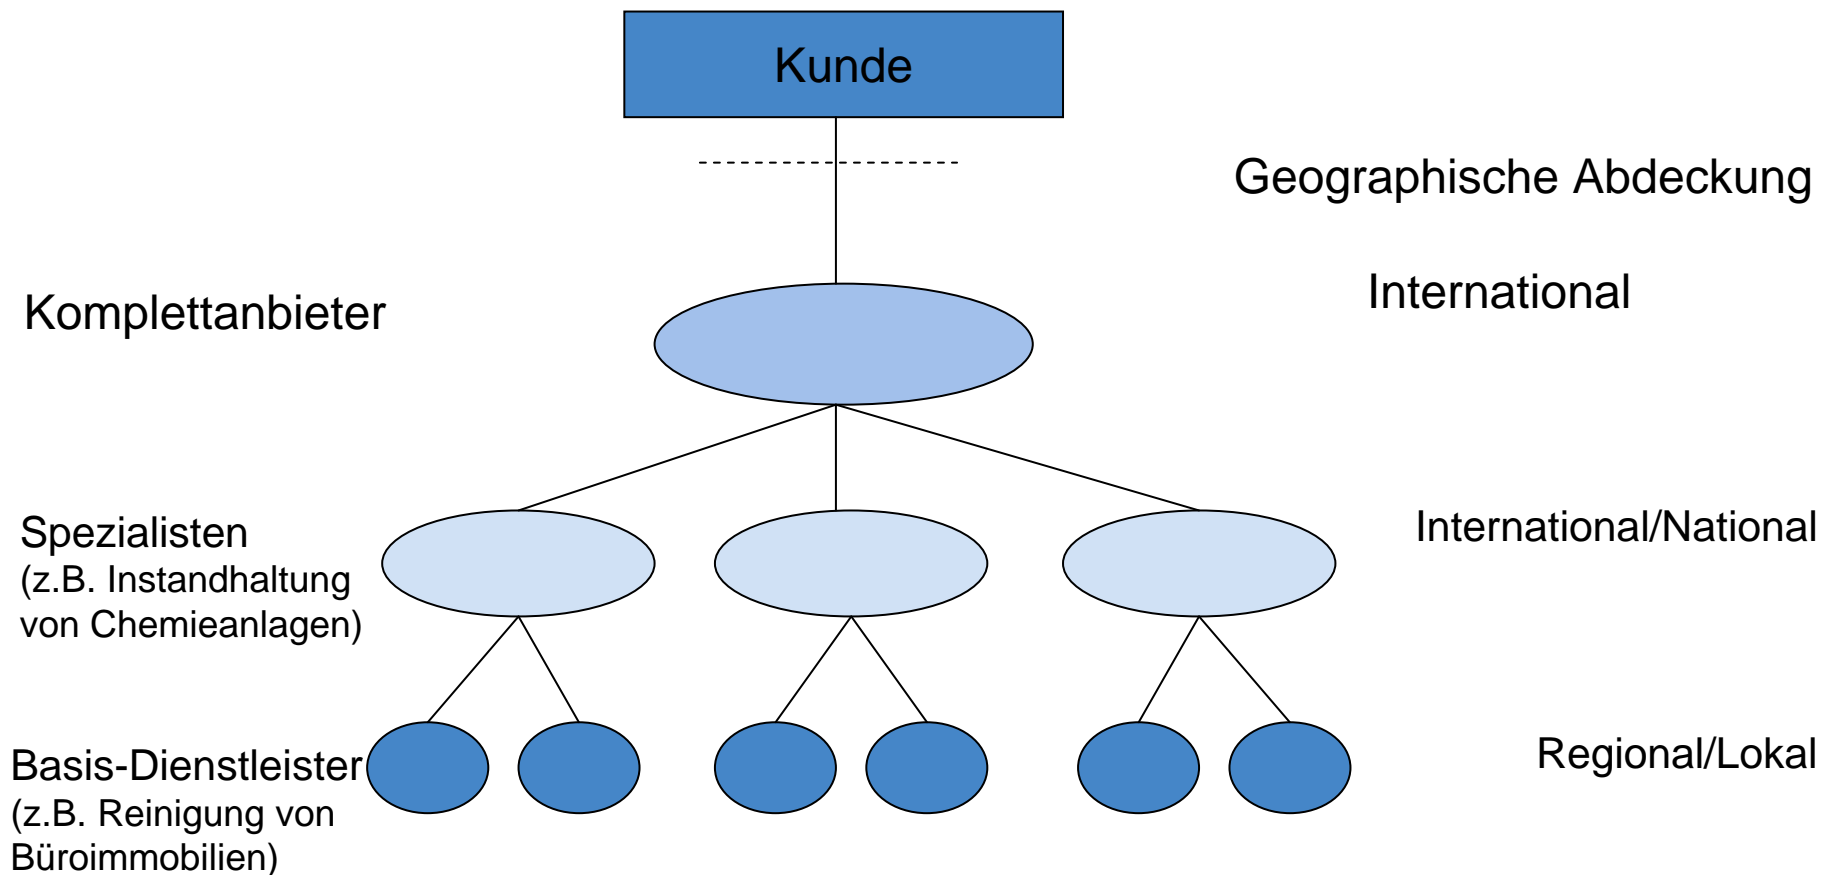 Kunde
Geographische Abdeckung
Komplettanbieter
International
Spezialisten
(z.B. Instandhaltung
von Chemieanlagen)
International/National
Basis-Dienstleister
(z.B. Reinigung von
Büroimmobilien)
Regional/Lokal